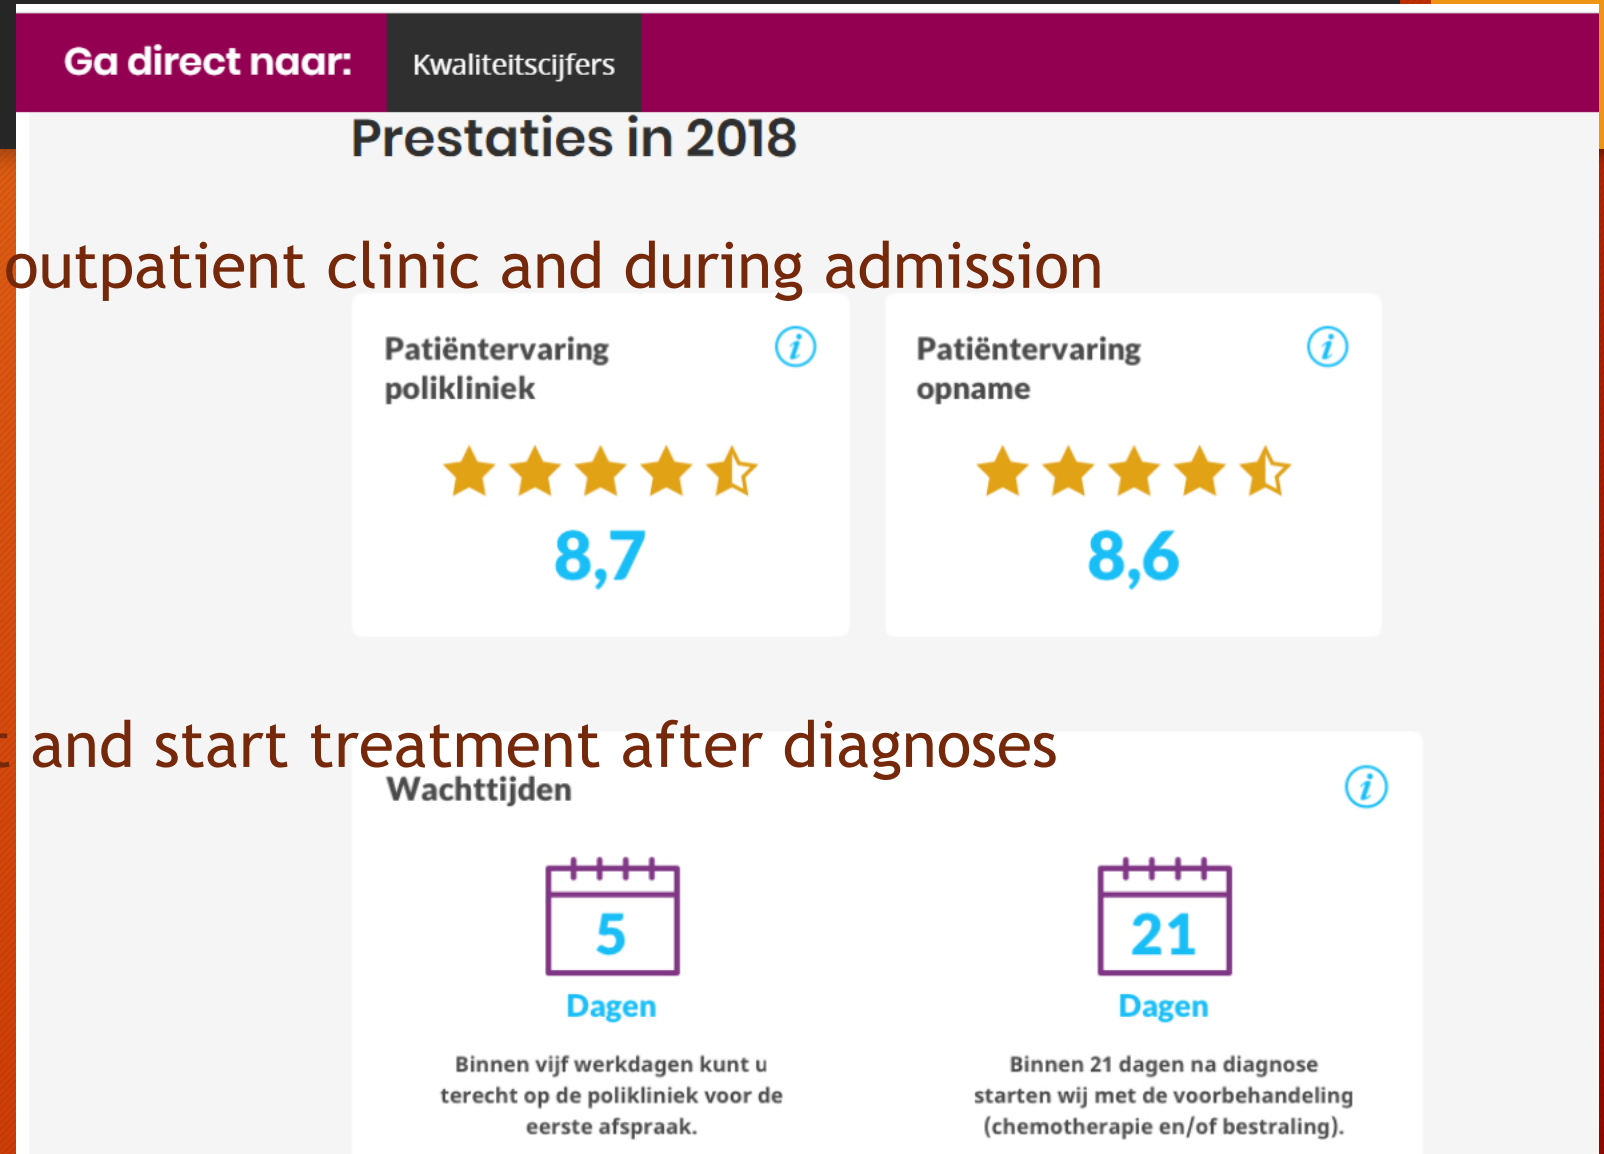 Ga direct naar: Kwaliteitscijfers
Prestaties in 2018
outpatient clinic and during admission
Patiëntervaring
polikliniek
8,7
Patiëntervaring
opname
8,6
and start treatment after diagnoses
Wachttijden
5
Dagen
Binnen vijf werkdagen kunt u
terecht op de polikliniek voor de
eerste afspraak.
21
Dagen
Binnen 21 dagen na diagnose
starten wij met de voorbehandeling
(chemotherapie en/of bestraling).